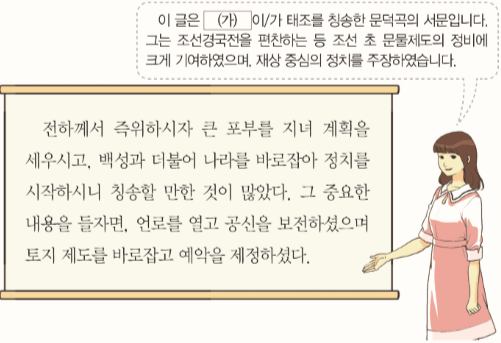 이 글은 (가) 이/가 태조를 칭송한 문덕곡의 서문입니다.
그는 조선경국전을 편찬하는 등 조선 초 문물제도의 정비에
크게 기여하였으며, 재상 중심의 정치를 주장하였습니다.
전하께서 즉위하시자 큰 포부를 지녀 계획을
세우시고, 백성과 더불어 나라를 바로잡아 정치를
시작하시니 칭송할 만한 것이 많았다. 그 중요한
내용을 들자면, 언로를 열고 공신을 보전하셨으며
토지 제도를 바로잡고 예악을 제정하셨다.